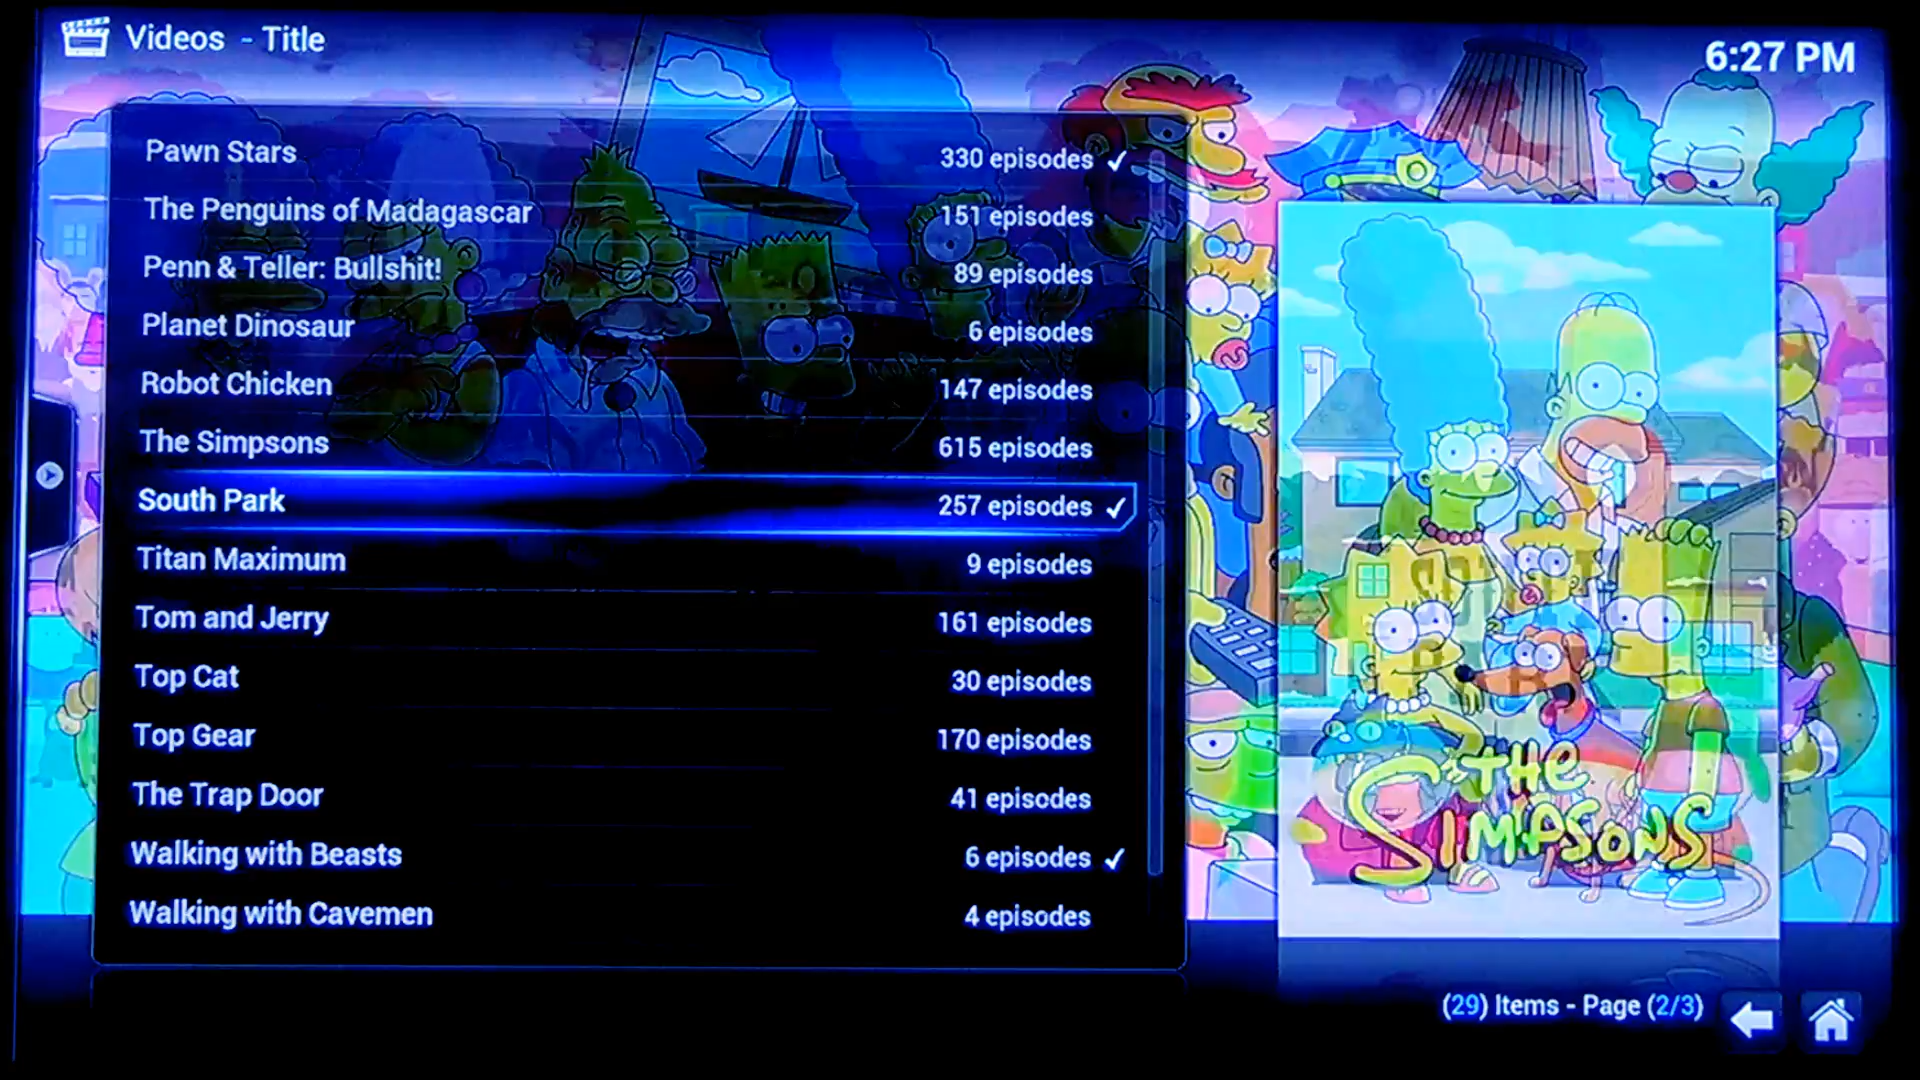 Videos - Title
6:27 PM
Pawn Stars 330 episodes
The Penguins of Madagascar 151 episodes
Penn & Teller: Bullshit! 89 episodes
Planet Dinosaur 6 episodes
Robot Chicken 147 episodes
The Simpsons 615 episodes
South Park 257 episodes
Titan Maximum 9 episodes
Tom and Jerry 161 episodes
Top Cat 30 episodes
Top Gear 170 episodes
The Trap Door 41 episodes
Walking with Beasts 6 episodes
Walking with Cavemen 4 episodes
THE
SIMPSONS
(29) Items - Page (2/3)